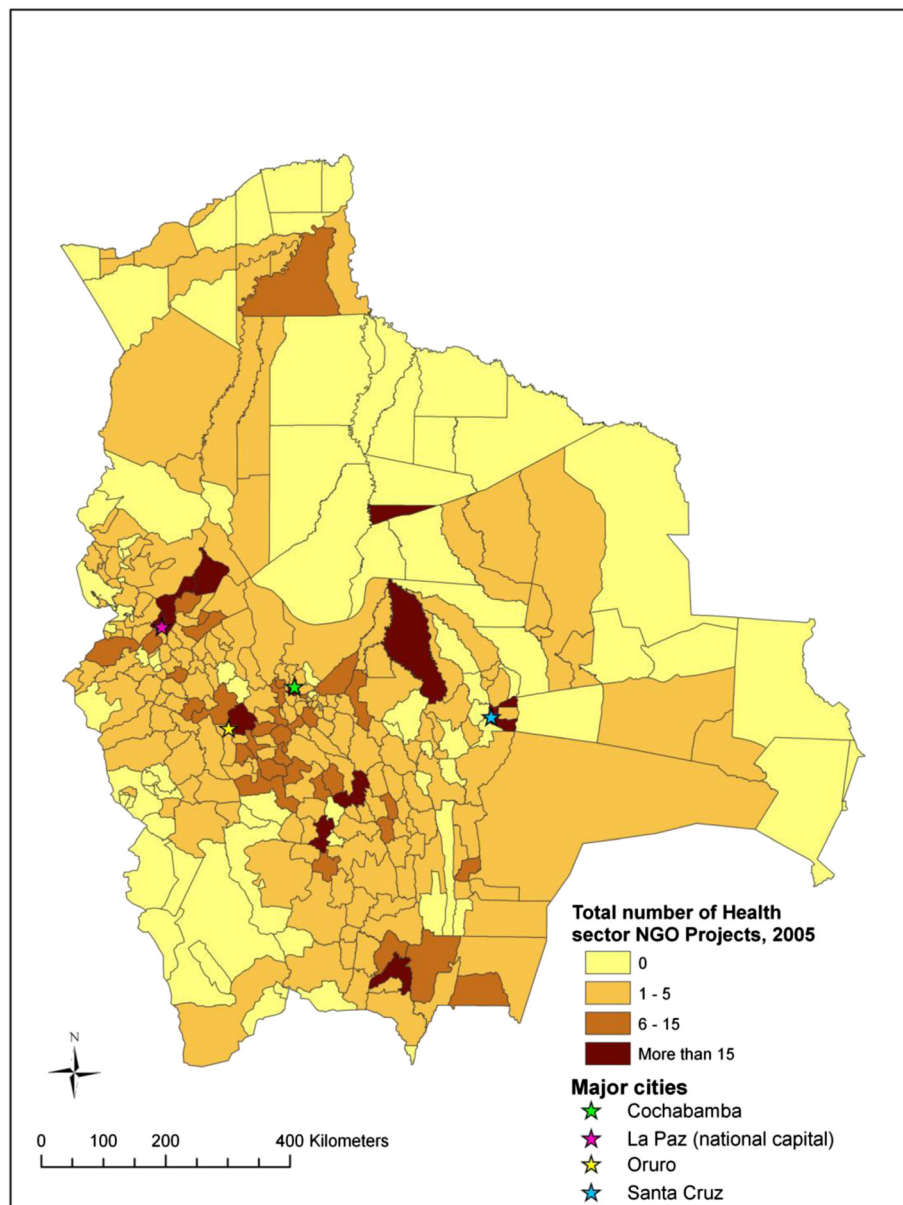 Total number of Health
sector NGO Projects, 2005
0
1 - 5
6 - 15
More than 15
Major cities
Cochabamba
La Paz (national capital)
Oruro
Santa Cruz
N
0 100 200 400 Kilometers